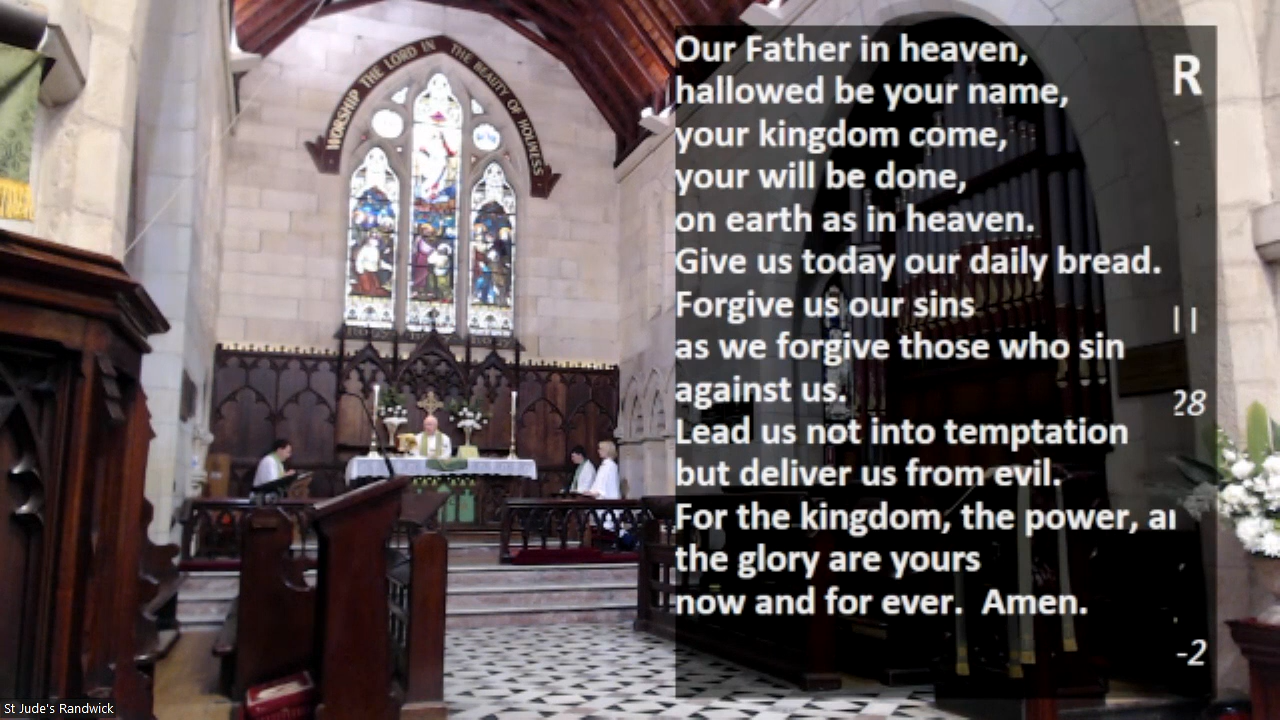 WORSHIP THE LORD IN THE BEAUTY OF HOLINESS
Our Father in heaven,
hallowed be your name,
your kingdom come,
your will be done,
on earth as in heaven.
Give us today our daily bread.
Forgive us our sins
as we forgive those who sin
against us.
Lead us not into temptation
but deliver us from evil.
For the kingdom, the power, a
the glory are yours
now and for ever. Amen.
R
28
-2
St Jude's Randwick